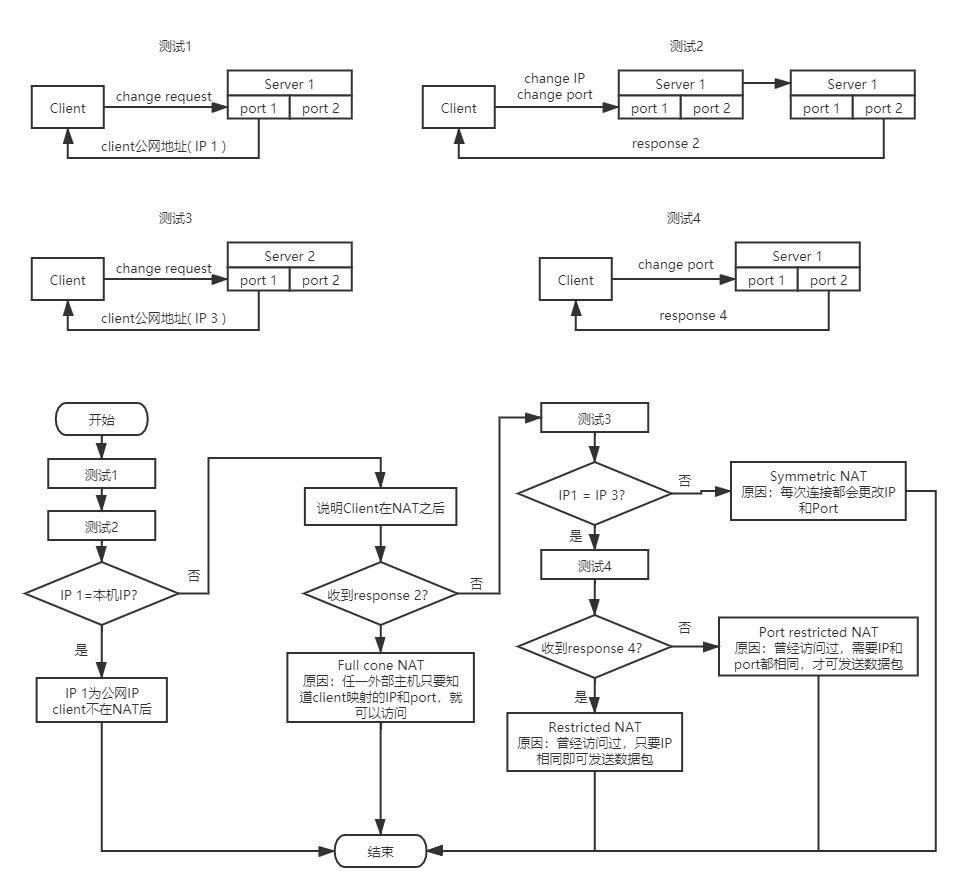 测试1
Client
change request
Server 1
port 1
port 2
client公网地址( IP 1 )
测试2
Client
change IP
change port
Server 1
port 1
port 2
Server 1
port 1
port 2
response 2
测试3
Client
change request
Server 2
port 1
port 2
client公网地址( IP 3 )
测试4
Client
change port
Server 1
port 1
port 2
response 4
开始
测试1
测试2
IP 1=本机IP?
是
否
IP 1为公网IP
client不在NAT后
说明Client在NAT之后
收到response 2?
否
Full cone NAT
原因：任一外部主机只要知
道client映射的IP和port，就
可以访问
测试3
IP1 = IP 3?
否
是
Symmetric NAT
原因：每次连接都会更改IP
和Port
测试4
收到response 4?
否
是
Port restricted NAT
原因：曾经访问过，需要IP和
port都相同，才可发送数据包
Restricted NAT
原因：曾经访问过，只要IP
相同即可发送数据包
结束